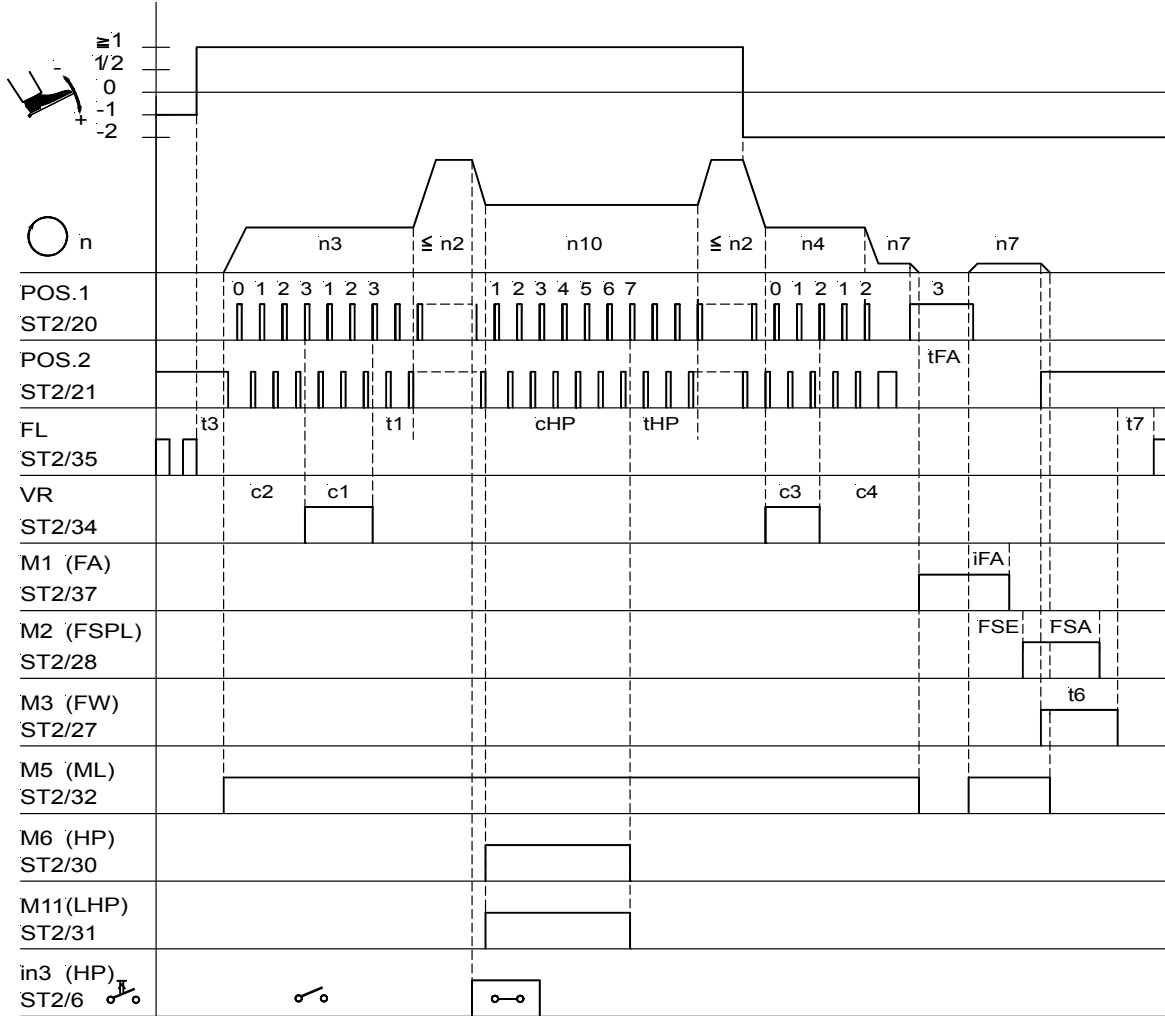 ≧1
1/2
0
-1
-2
-
+
n
n3
≦ n2
n10
≦ n2
n4
n7
n7
POS.1
ST2/20
0 1 2 3 1 2 3
1 2 3 4 5 6 7
0 1 2 1 2
3
POS.2
ST2/21
tFA
FL
ST2/35
t3
t1
cHP
tHP
t7
VR
ST2/34
c2
c1
c3
c4
M1 (FA)
ST2/37
iFA
M2 (FSPL)
ST2/28
FSE
FSA
M3 (FW)
ST2/27
t6
M5 (ML)
ST2/32
M6 (HP)
ST2/30
M11(LHP)
ST2/31
in3 (HP)
ST2/6